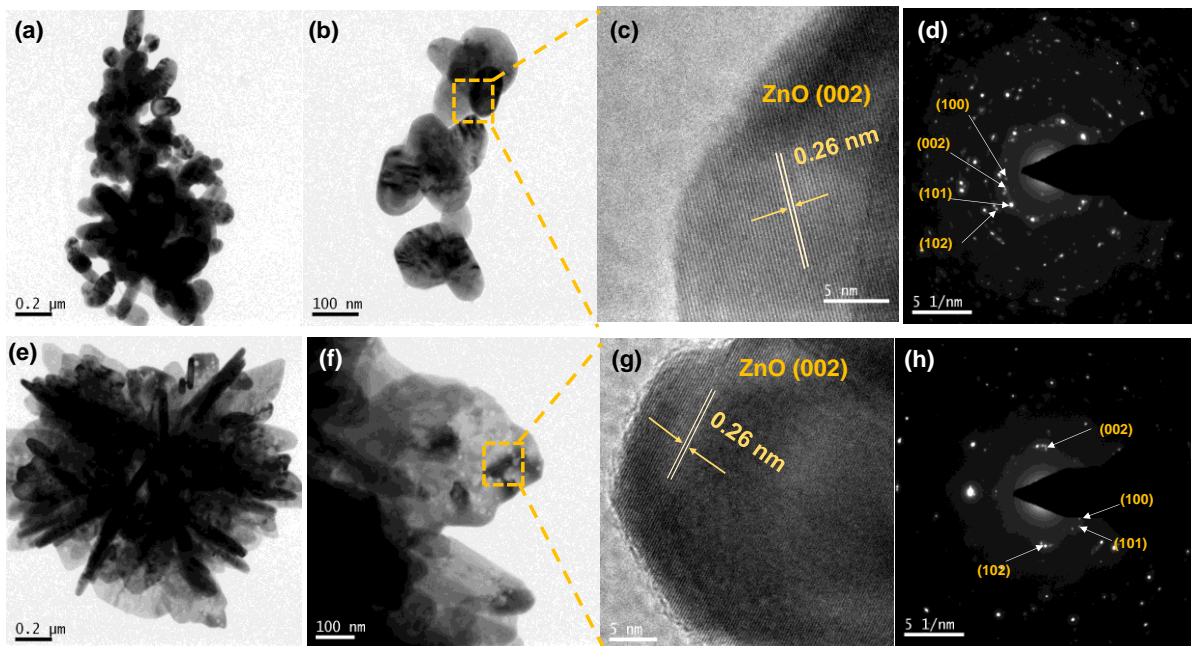 (a)
0.2 μm
(b)
100 nm
(c)
ZnO (002)
0.26 nm
5 nm
(d)
(100)
(002)
(101)
(102)
5 1/nm
(e)
0.2 μm
(f)
100 nm
(g)
ZnO (002)
0.26 nm
5 nm
(h)
(002)
(100)
(101)
(102)
5 1/nm